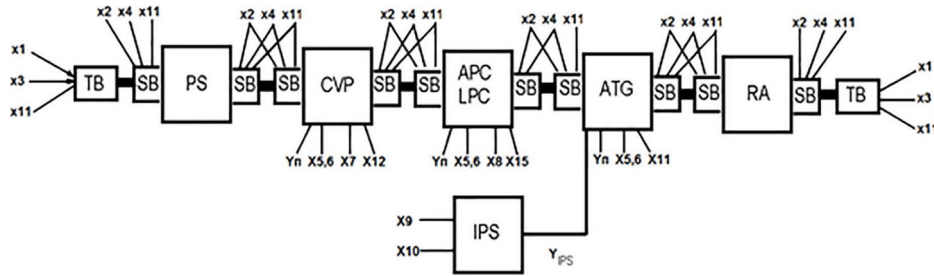 x2 x4 x11 x2 x4 x11 x2 x4 x11 x2 x4 x11 x2 x4 x11 x2 x4 x11
x1 x1
x3 TB SB PS SB SB CVP SB SB APC LPC SB SB ATG SB SB RA SB TB x3
x11 x11
Yn X5,6 X7 X12 Yn X5,6 X8 X15 Yn X5,6 X11
X9
IPS
X10
Y IPS